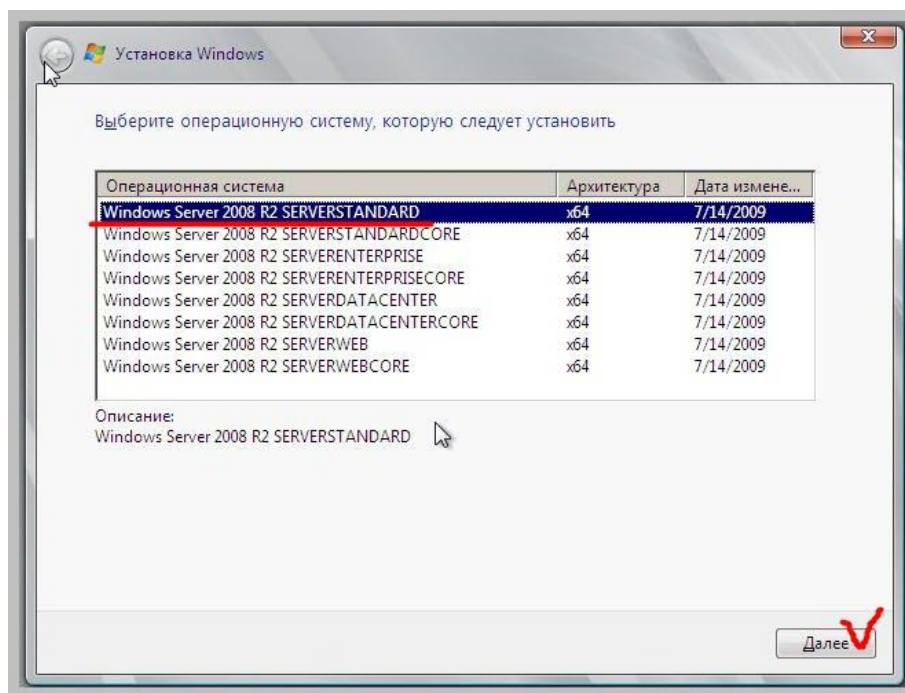 Установка Windows
Выберите операционную систему, которую следует установить
Операционная система Архитектура Дата измене...
Windows Server 2008 R2 SERVERSTANDARD x64 7/14/2009
Windows Server 2008 R2 SERVERSTANDARDCORE x64 7/14/2009
Windows Server 2008 R2 SERVERENTERPRISE x64 7/14/2009
Windows Server 2008 R2 SERVERENTERPRISECORE x64 7/14/2009
Windows Server 2008 R2 SERVERDATACENTER x64 7/14/2009
Windows Server 2008 R2 SERVERDATACENTERCORE x64 7/14/2009
Windows Server 2008 R2 SERVERWEB x64 7/14/2009
Windows Server 2008 R2 SERVERWEBCORE x64 7/14/2009
Описание:
Windows Server 2008 R2 SERVERSTANDARD
Далее